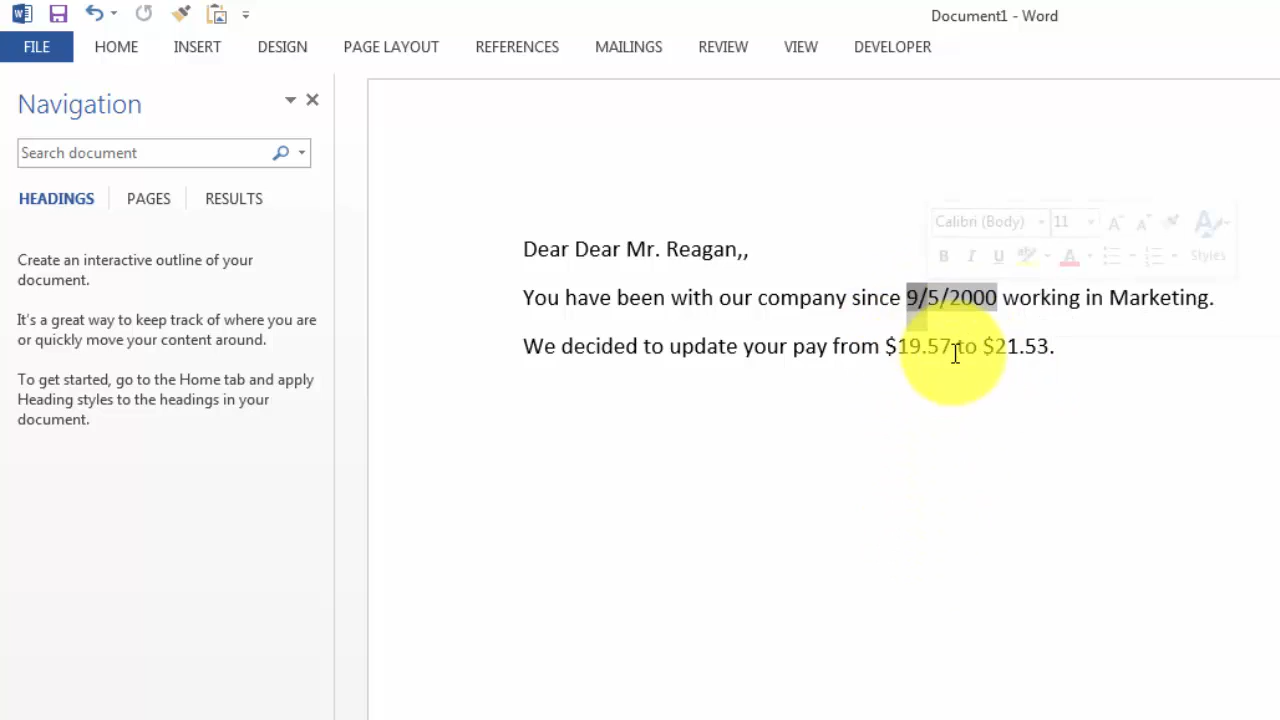 Document1 - Word
FILE HOME INSERT DESIGN PAGE LAYOUT REFERENCES MAILINGS REVIEW VIEW DEVELOPER
Navigation
Search document
HEADINGS PAGES RESULTS
Create an interactive outline of your
document.
It's a great way to keep track of where you are
or quickly move your content around.
To get started, go to the Home tab and apply
Heading styles to the headings in your
document.
Calibri (Body) 11 A A A
B I U aby A Styles
Dear Dear Mr. Reagan,,
You have been with our company since 9/5/2000 working in Marketing.
We decided to update your pay from $19.57 to $21.53.